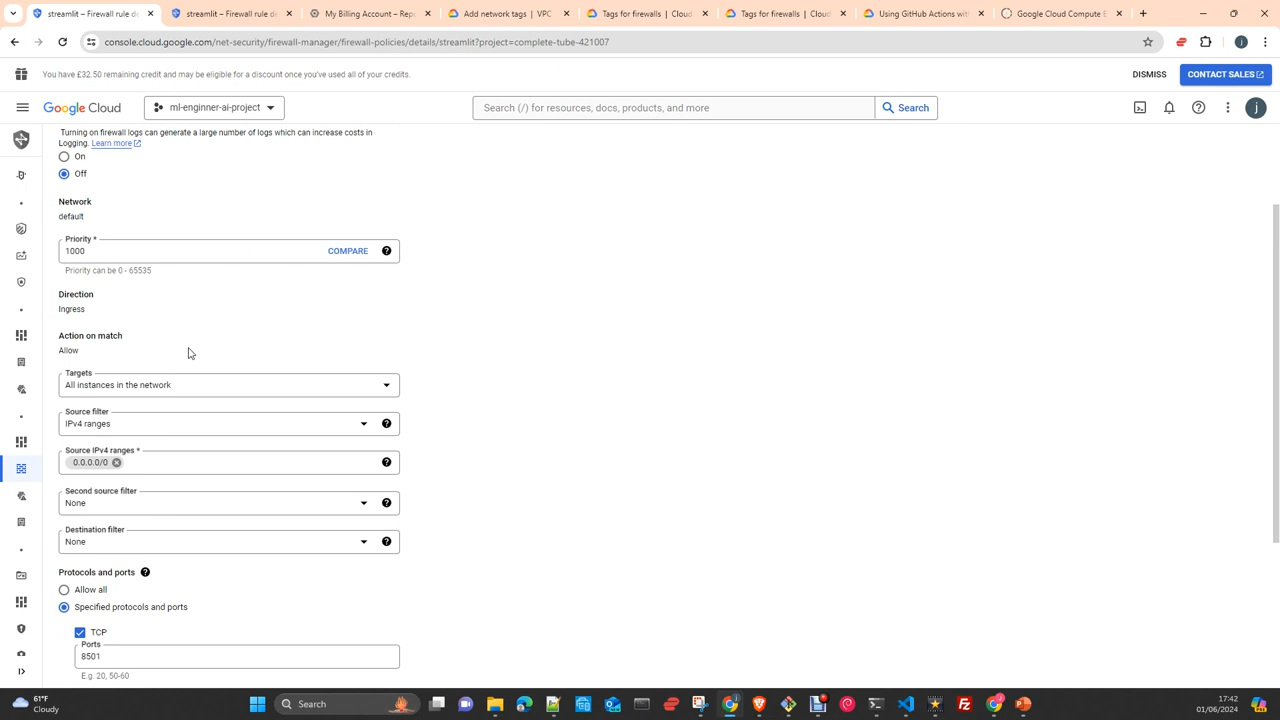 streamlit – Firewall rule de
streamlit – Firewall rule de
My Billing Account – Repo
Add network tags | VPC
Tags for firewalls | Cloud
Tags for firewalls | Cloud
Using GitHub Actions with
Google Cloud Compute E
console.cloud.google.com/net-security/firewall-manager/firewall-policies/details/streamlit?project=complete-tube-421007
j
You have £32.50 remaining credit and may be eligible for a discount once you've used all of your credits.
DISMISS
CONTACT SALES
Google Cloud
ml-enginner-ai-project
Search (/) for resources, docs, products, and more
Search
j
Turning on firewall logs can generate a large number of logs which can increase costs in
Logging. Learn more
On
Off
Network
default
Priority *
1000
COMPARE
Priority can be 0 - 65535
Direction
Ingress
Action on match
Allow
Targets
All instances in the network
Source filter
IPv4 ranges
Source IPv4 ranges *
0.0.0.0/0
Second source filter
None
Destination filter
None
Protocols and ports
Allow all
Specified protocols and ports
TCP
Ports
8501
E.g. 20, 50-60
61°F
Cloudy
Search
17:42
01/06/2024